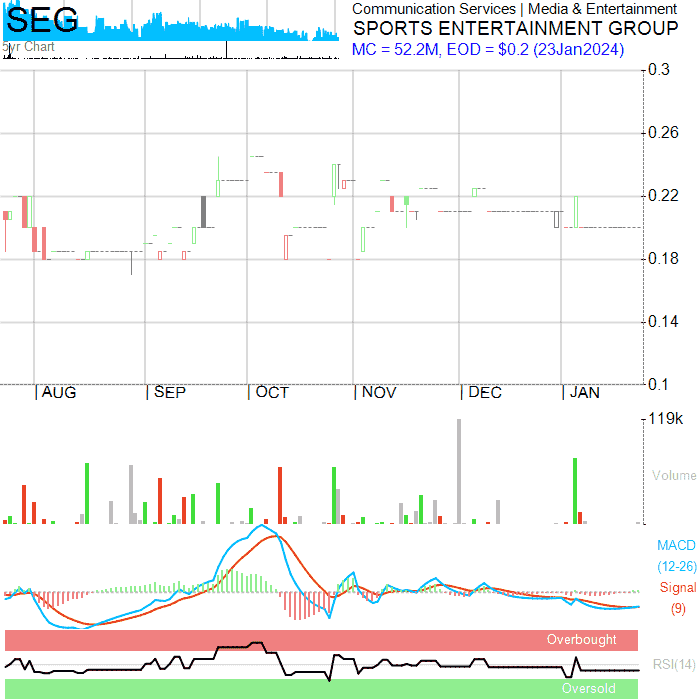 SEG
5yr Chart
Communication Services | Media & Entertainment
SPORTS ENTERTAINMENT GROUP
MC = 52.2M, EOD = $0.2 (23Jan2024)
0.3
0.26
0.22
0.18
0.14
0.1
| AUG | SEP | OCT | NOV | DEC | JAN
119k
Volume
MACD
(12-26)
Signal
(9)
Overbought
RSI(14)
Oversold